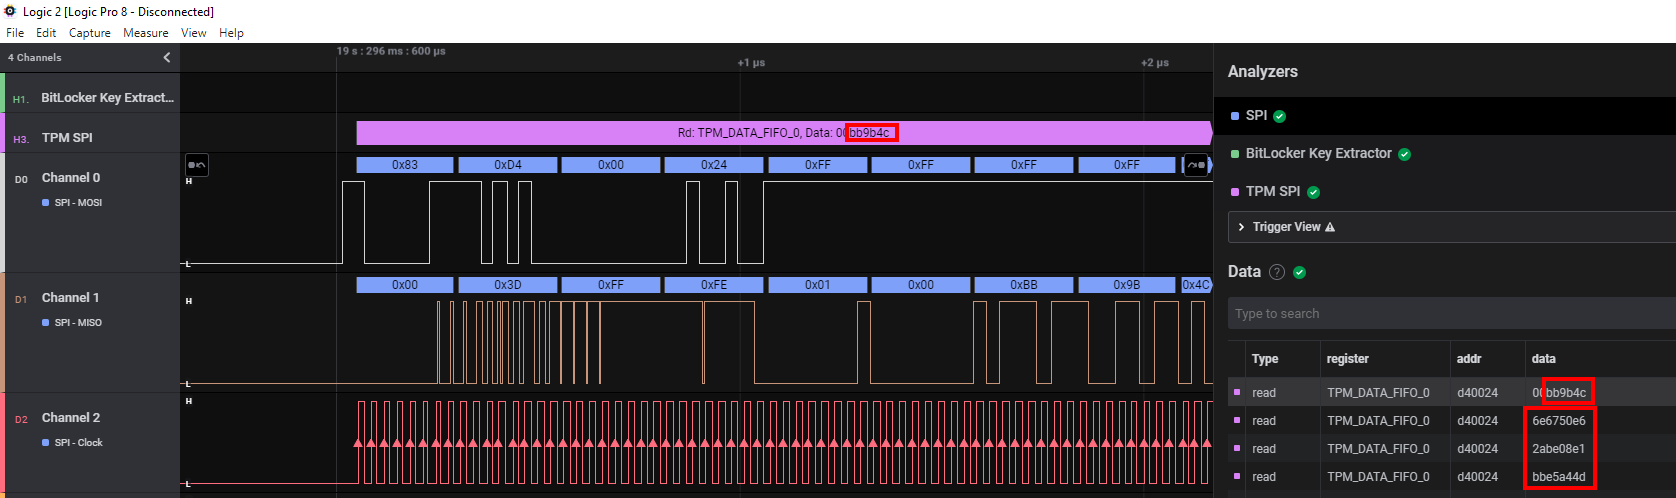 Logic 2 [Logic Pro 8 - Disconnected]
File Edit Capture Measure View Help
4 Channels
19 s : 296 ms : 600 µs
+1 µs
+2 µs
H1. BitLocker Key Extract...
H3. TPM SPI
Rd: TPM_DATA_FIFO_0, Data: 00bb9b4c
D0 Channel 0
SPI - MOSI
H
L
0x83 0xD4 0x00 0x24 0xFF 0xFF 0xFF 0xFF
D1 Channel 1
SPI - MISO
H
L
0x00 0x3D 0xFF 0xFE 0x01 0x00 0xBB 0x9B 0x4C
D2 Channel 2
SPI - Clock
H
L
Analyzers
SPI
BitLocker Key Extractor
TPM SPI
Trigger View
Data
Type to search
Type register addr data
read TPM_DATA_FIFO_0 d40024 00bb9b4c
read TPM_DATA_FIFO_0 d40024 6e6750e6
read TPM_DATA_FIFO_0 d40024 2abe08e1
read TPM_DATA_FIFO_0 d40024 bbe5a44d